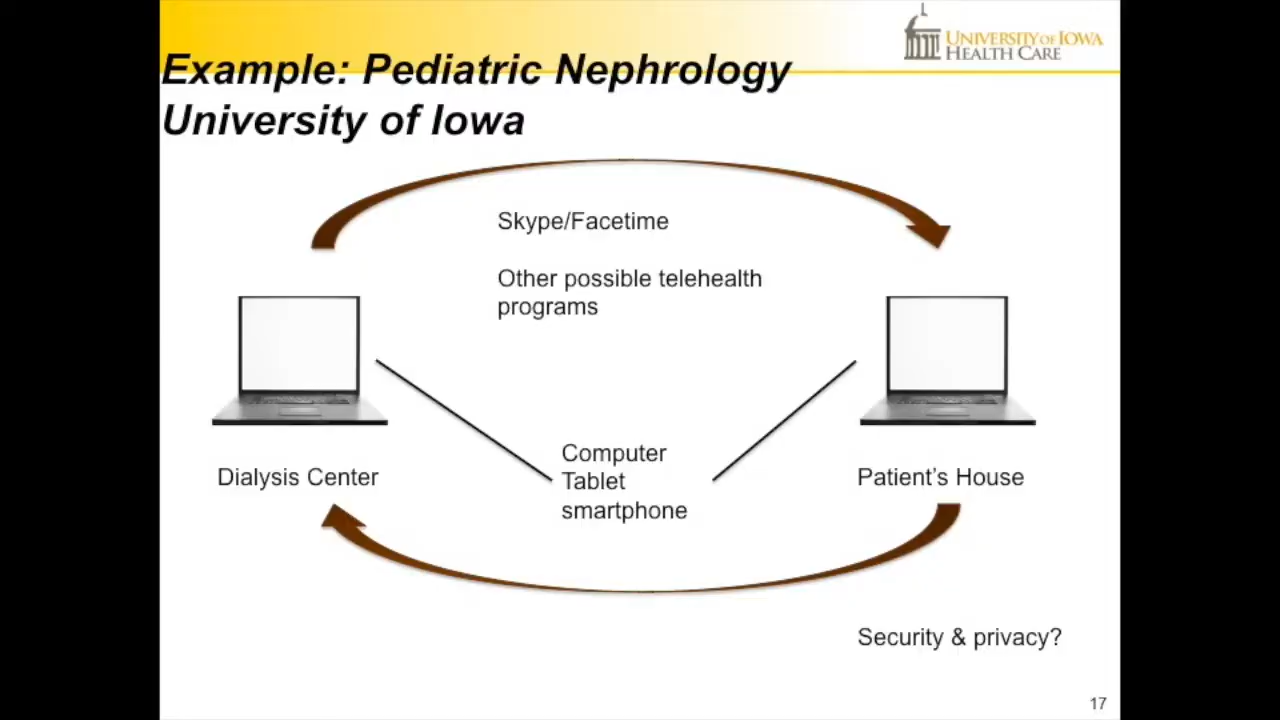 UNIVERSITY OF IOWA
HEALTH CARE
Example: Pediatric Nephrology
University of Iowa
Skype/Facetime
Other possible telehealth
programs
Computer
Tablet
smartphone
Dialysis Center
Patient’s House
Security & privacy?
17